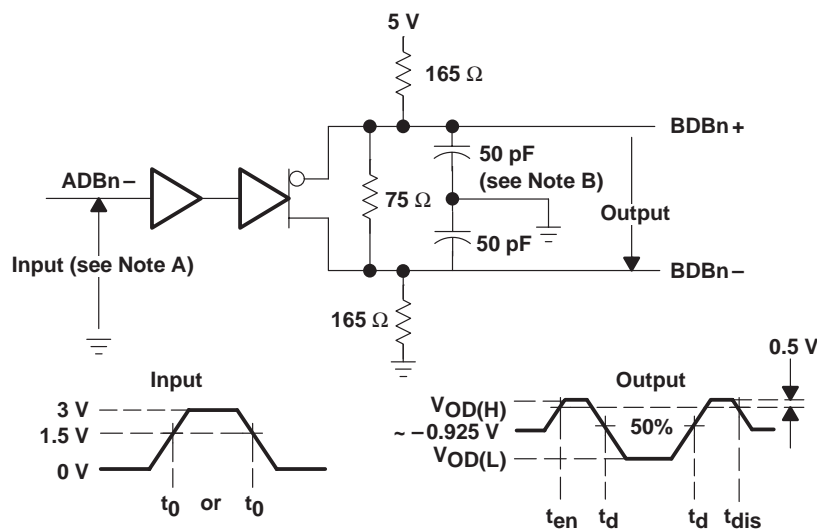 5 V
165 Ω
BDBn+
50 pF
(see Note B)
ADBn−
75 Ω
Output
50 pF
Input (see Note A)
BDBn−
165 Ω
0.5 V
Input
Output
3 V
VOD(H)
1.5 V
~ −0.925 V
50%
0 V
VOD(L)
t0 or t0
ten td td tdis